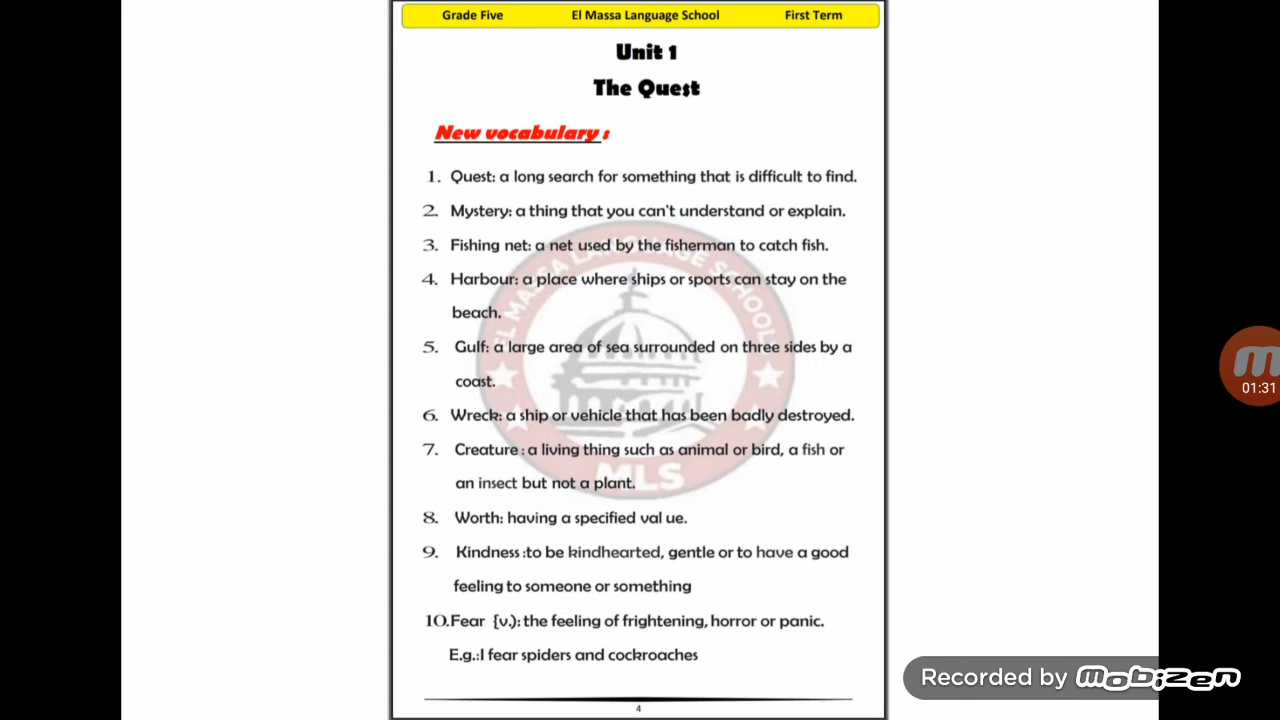 Grade Five El Massa Language School First Term
Unit 1
The Quest
New vocabulary :
1. Quest: a long search for something that is difficult to find.
2. Mystery: a thing that you can't understand or explain.
3. Fishing net: a net used by the fisherman to catch fish.
4. Harbour: a place where ships or sports can stay on the
beach.
5. Gulf: a large area of sea surrounded on three sides by a
coast.
6. Wreck: a ship or vehicle that has been badly destroyed.
7. Creature : a living thing such as animal or bird, a fish or
an insect but not a plant.
8. Worth: having a specified val ue.
9. Kindness :to be kindhearted, gentle or to have a good
feeling to someone or something
10.Fear {v.): the feeling of frightening, horror or panic.
E.g.:I fear spiders and cockroaches
4
EL MASSA LANGUAGE SCHOOL
MLS
01:31
Recorded by mobizen